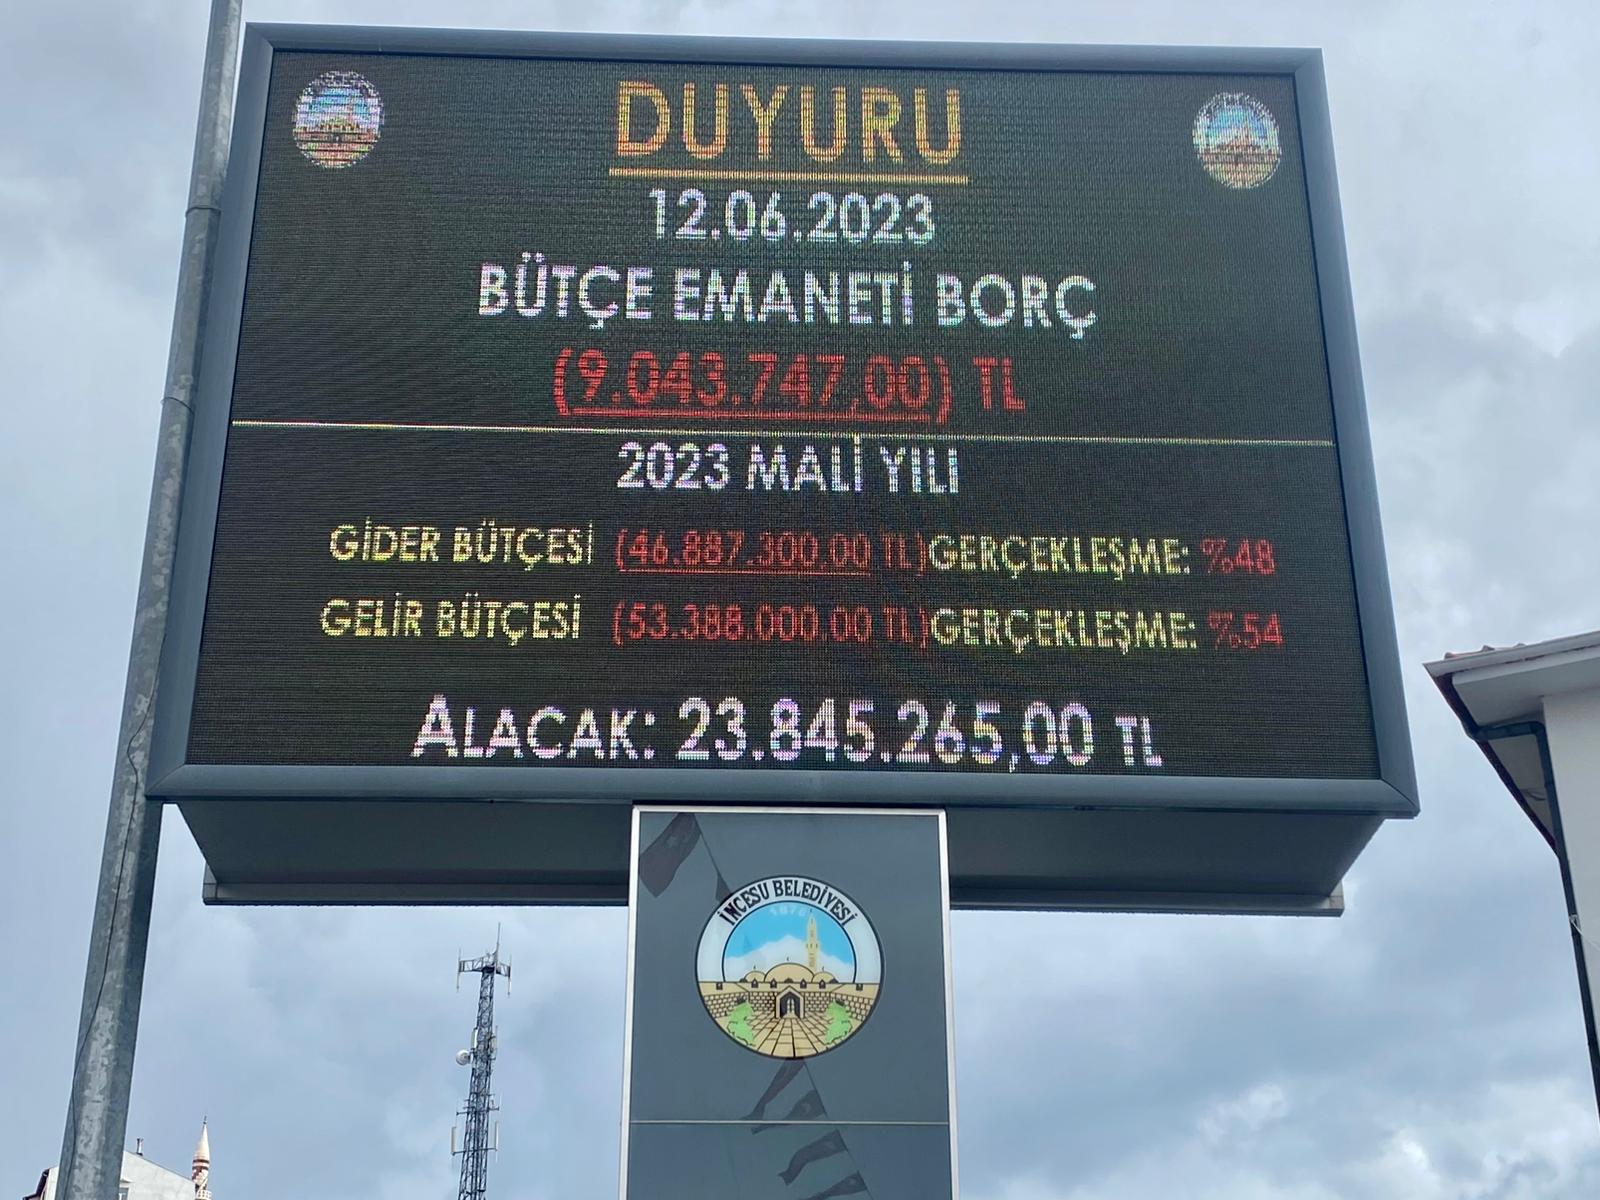 DUYURU
12.06.2023
BÜTÇE EMANETİ BORÇ
(9.043.747,00) TL
2023 MALİ YILI
GİDER BÜTÇESİ (46.887.300,00 TL) GERÇEKLEŞME: %48
GELİR BÜTÇESİ (53.388.000,00 TL) GERÇEKLEŞME: %54
ALACAK: 23.845.265,00 TL
İNCESU BELEDİYESİ